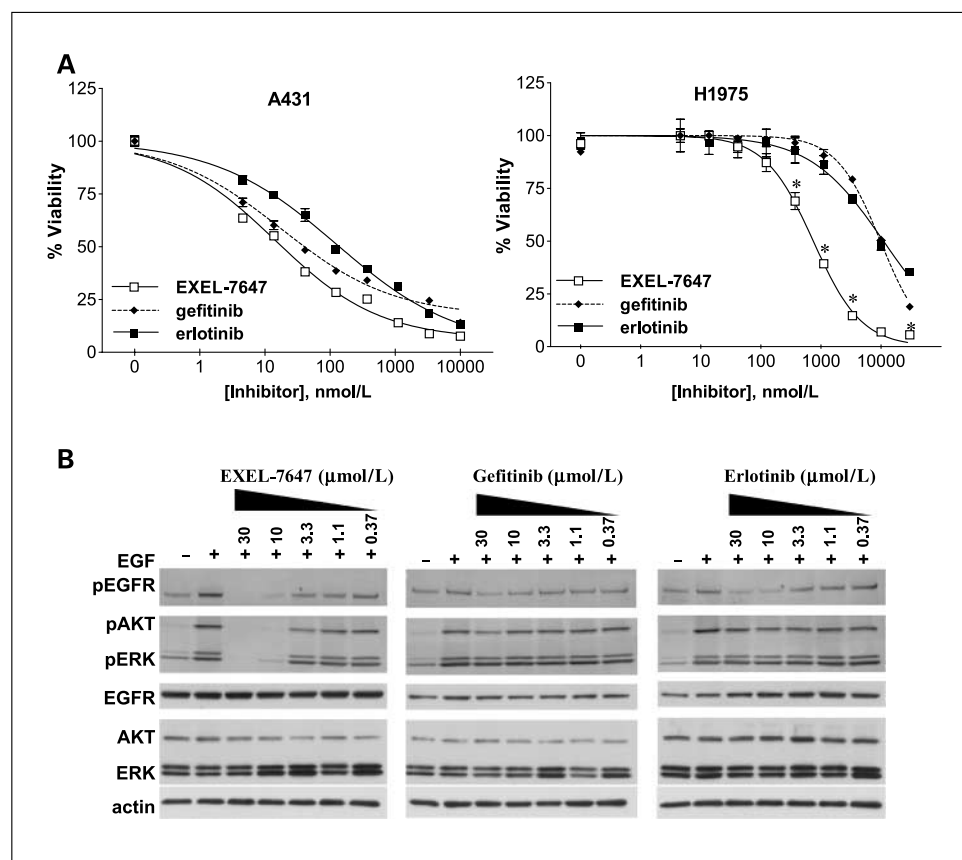 A
A431
125
100
75
50
25
0
% Viability
EXEL-7647
gefitinib
erlotinib
0 1 10 100 1000 10000
[Inhibitor], nmol/L
H1975
125
100
75
50
25
0
% Viability
* * * *
EXEL-7647
gefitinib
erlotinib
0 1 10 100 1000 10000
[Inhibitor], nmol/L
B
EXEL-7647 (µmol/L) Gefitinib (µmol/L) Erlotinib (µmol/L)
30 10 3.3 1.1 0.37 30 10 3.3 1.1 0.37 30 10 3.3 1.1 0.37
EGF – + + + + + + – + + + + + + – + + + + + +
pEGFR
pAKT
pERK
EGFR
AKT
ERK
actin